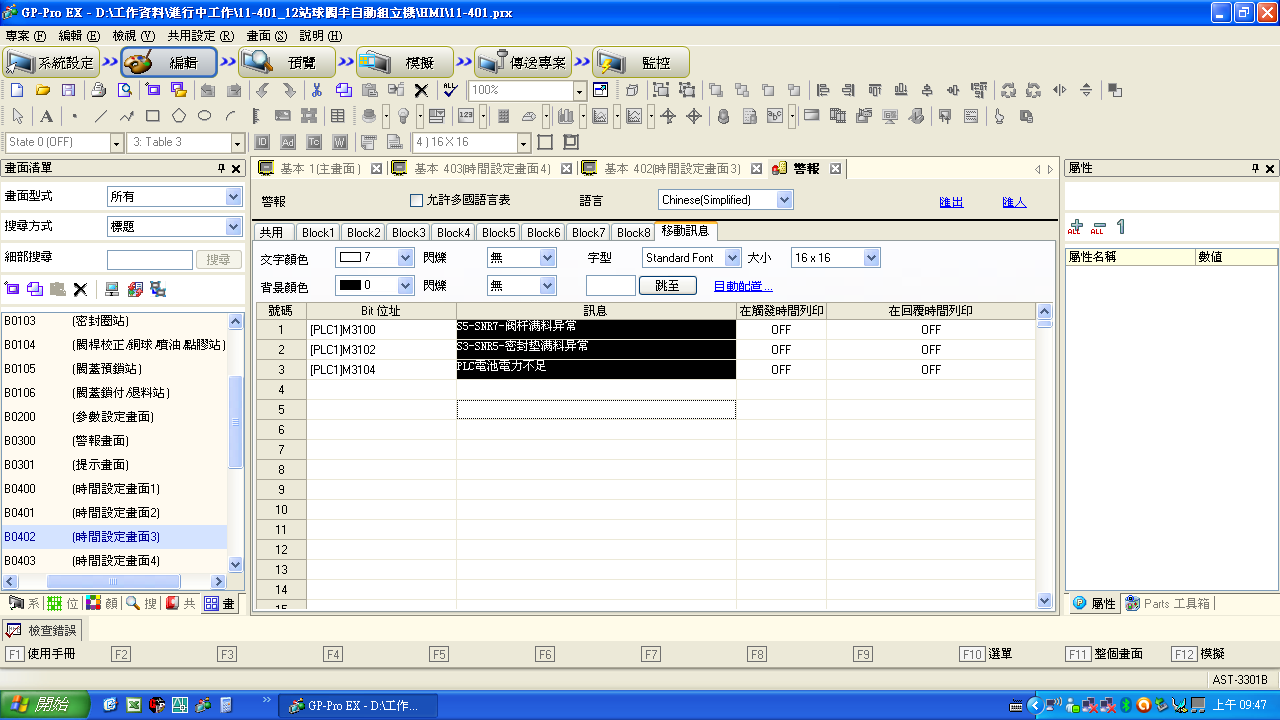 GP-Pro EX - D:\工作資料\進行中工作\11-401_12站球閥半自動組立機\HMI\11-401.prx
專案 (F) 編輯 (E) 檢視 (V) 共用設定 (R) 畫面 (S) 說明 (H)
系統設定 編輯 預覽 模擬 傳送專案 監控
100%
State 0 (OFF) 3: Table 3 ID Ad Tc W 4 ) 16 X 16
畫面清單
基本 1(主畫面) 基本 403(時間設定畫面4) 基本 402(時間設定畫面3) 警報
屬性
畫面型式 所有
搜尋方式 標題
細部搜尋 搜尋
警報 允許多國語言表 語言 Chinese(Simplified) 匯出 匯入
共用 Block1 Block2 Block3 Block4 Block5 Block6 Block7 Block8 移動訊息
文字顏色 7 閃爍 無 字型 Standard Font 大小 16 x 16
背景顏色 0 閃爍 無 跳至 自動配置...
號碼 Bit 位址 訊息 在觸發時間列印 在回覆時間列印
1 [PLC1]M3100 S5-SNR7-阀杆满料异常 OFF OFF
2 [PLC1]M3102 S3-SNR5-密封垫满料异常 OFF OFF
3 [PLC1]M3104 PLC電池電力不足 OFF OFF
4
5
6
7
8
9
10
11
12
13
14
B0103 (密封圈站)
B0104 (閥桿校正/銅球/噴油/點膠站)
B0105 (閥蓋預鎖站)
B0106 (閥蓋鎖付/退料站)
B0200 (參數設定畫面)
B0300 (警報畫面)
B0301 (提示畫面)
B0400 (時間設定畫面1)
B0401 (時間設定畫面2)
B0402 (時間設定畫面3)
B0403 (時間設定畫面4)
系 位 顏 搜 共 畫
ALL ALL 1
屬性名稱 數值
屬性 Parts 工具箱
檢查錯誤
F1 使用手冊 F2 F3 F4 F5 F6 F7 F8 F9 F10 選單 F11 整個畫面 F12 模擬
AST-3301B
開始 GP-Pro EX - D:\工作... 上午 09:47